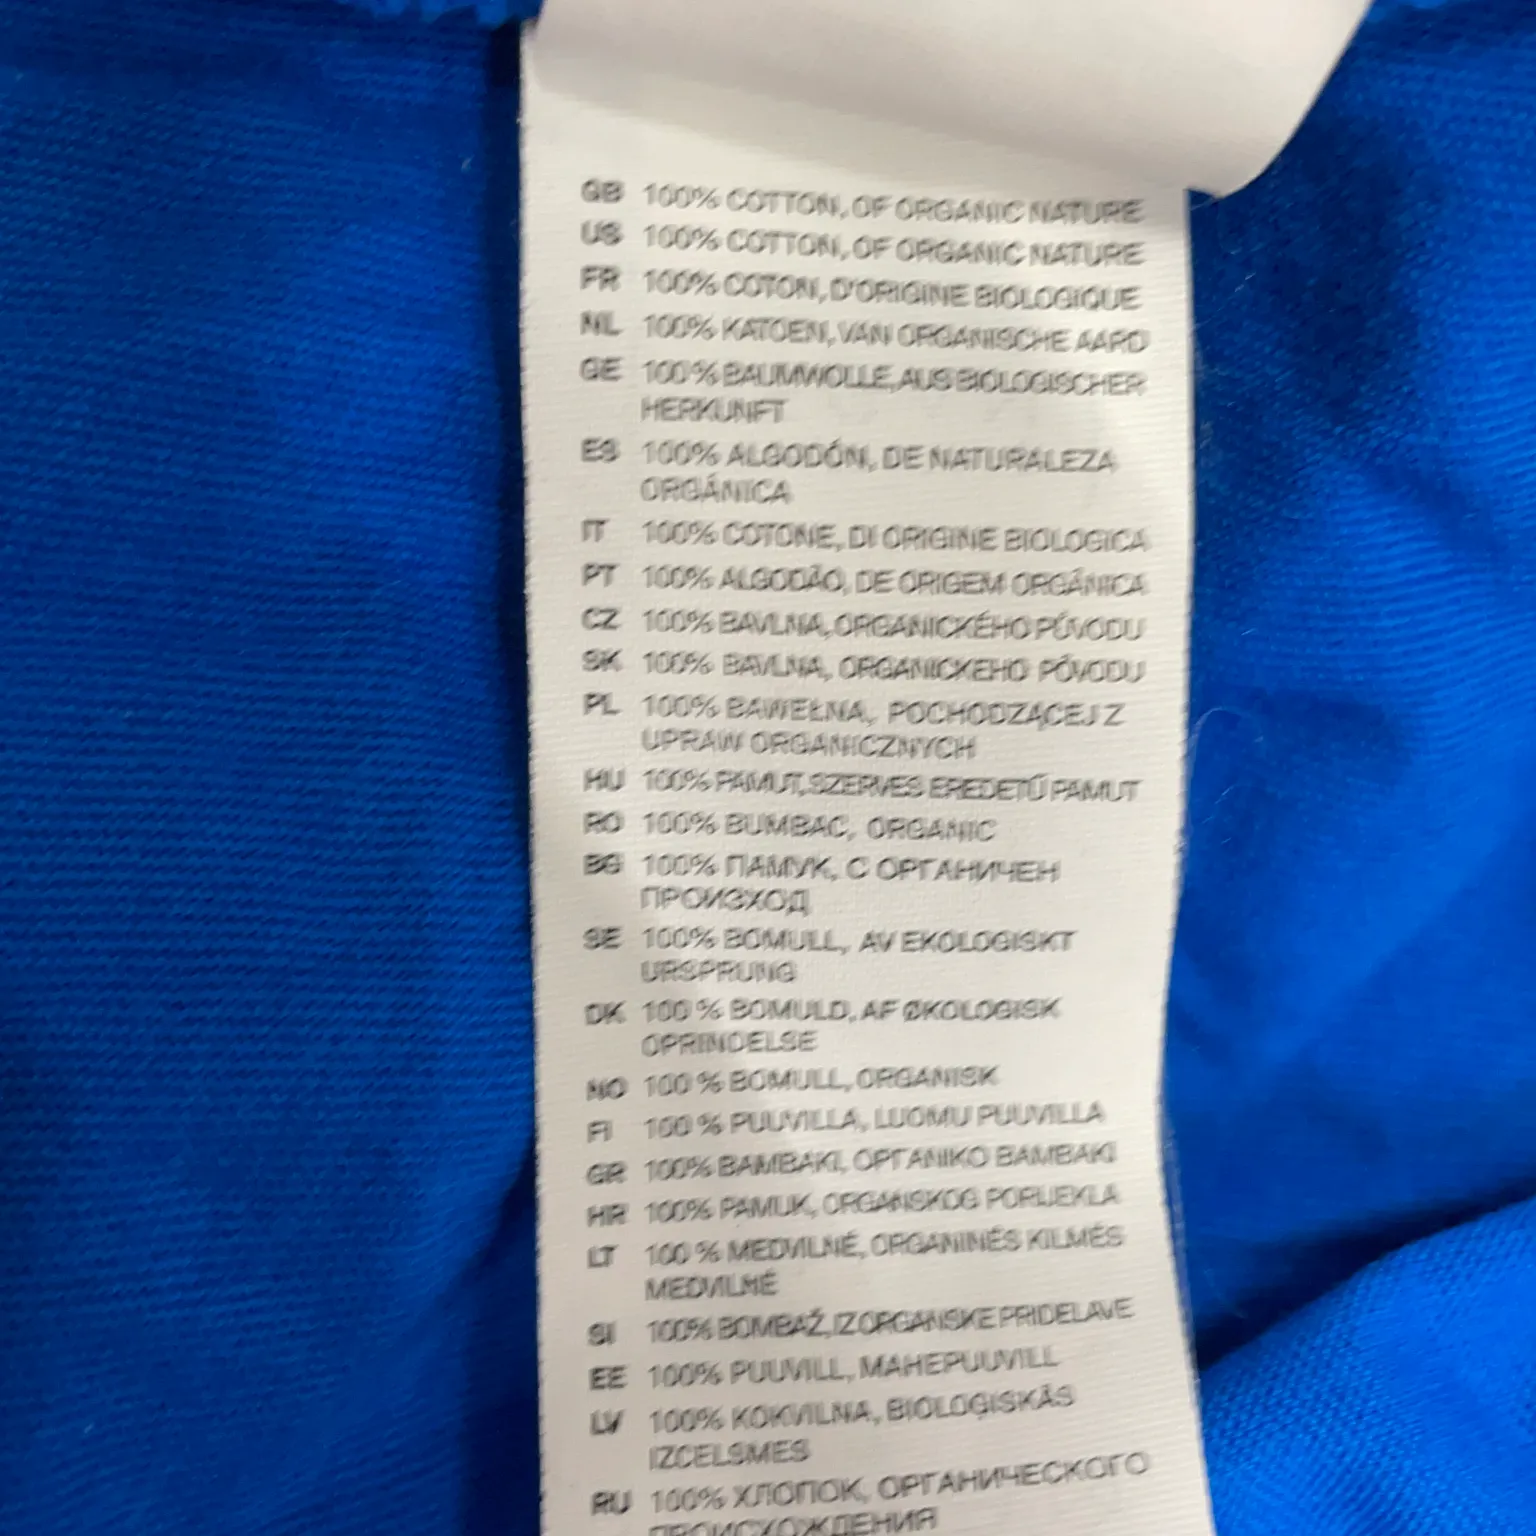 GB 100% COTTON, OF ORGANIC NATURE
US 100% COTTON, OF ORGANIC NATURE
FR 100% COTON, D'ORIGINE BIOLOGIQUE
NL 100% KATOEN, VAN ORGANISCHE AARD
GE 100% BAUMWOLLE, AUS BIOLOGISCHER
HERKUNFT
ES 100% ALGODÓN, DE NATURALEZA
ORGÁNICA
IT 100% COTONE, DI ORIGINE BIOLOGICA
PT 100% ALGODÃO, DE ORIGEM ORGÂNICA
CZ 100% BAVLNA, ORGANICKÉHO PŮVODU
SK 100% BAVLNA, ORGANICKEHO PÔVODU
PL 100% BAWEŁNA, POCHODZĄCEJ Z
UPRAW ORGANICZNYCH
HU 100% PAMUT, SZERVES EREDETŰ PAMUT
RO 100% BUMBAC, ORGANIC
BG 100% ПАМУК, С ОРГАНИЧЕН
ПРОИЗХОД
SE 100% BOMULL, AV EKOLOGISKT
URSPRUNG
DK 100 % BOMULD, AF ØKOLOGISK
OPRINDELSE
NO 100 % BOMULL, ORGANISK
FI 100 % PUUVILLA, LUOMU PUUVILLA
GR 100% ΒΑΜΒΑΚΙ, ΟΡΓΑΝΙΚΟ ΒΑΜΒΑΚΙ
HR 100% PAMUK, ORGANSKOG PORIJEKLA
LT 100 % MEDVILNĖ, ORGANINĖS KILMĖS
MEDVILNĖ
SI 100% BOMBAŽ, IZ ORGANSKE PRIDELAVE
EE 100% PUUVILL, MAHEPUUVILL
LV 100% KOKVILNA, BIOLOĢISKĀS
IZCELSMES
RU 100% ХЛОПОК, ОРГАНИЧЕСКОГО
ПРОИСХОЖДЕНИЯ